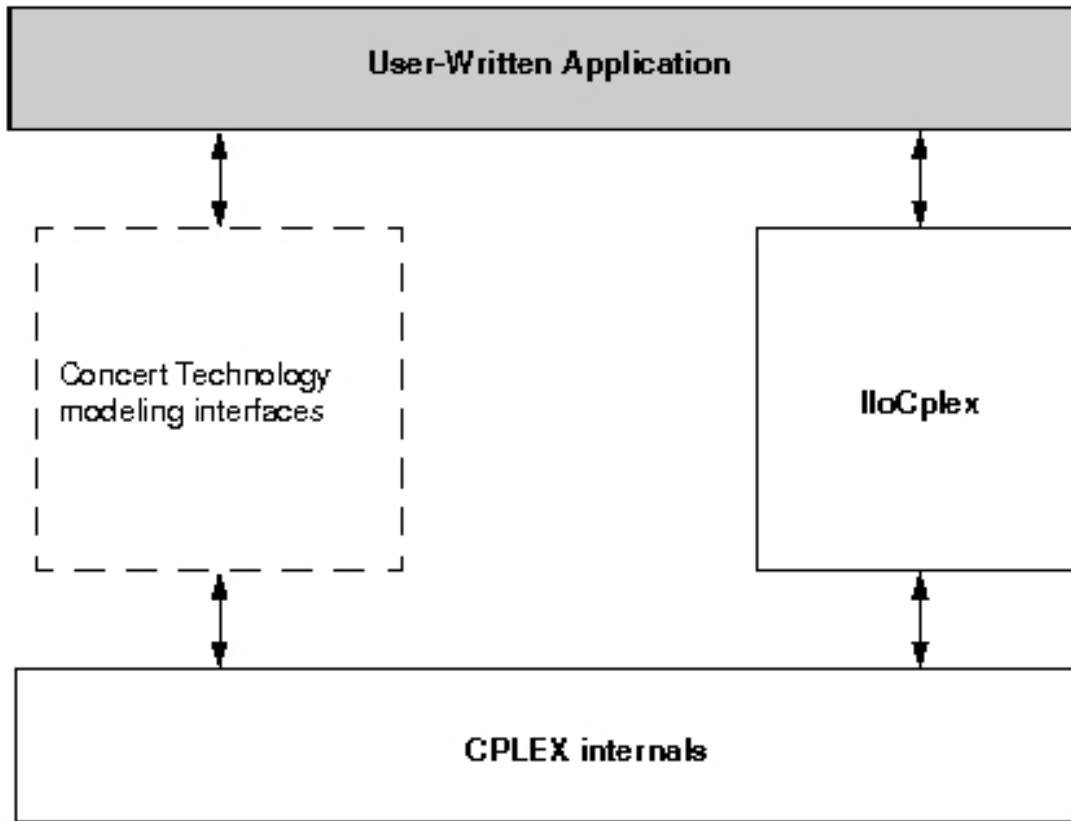 User-Written Application
Concert Technology
modeling interfaces
IloCplex
CPLEX internals